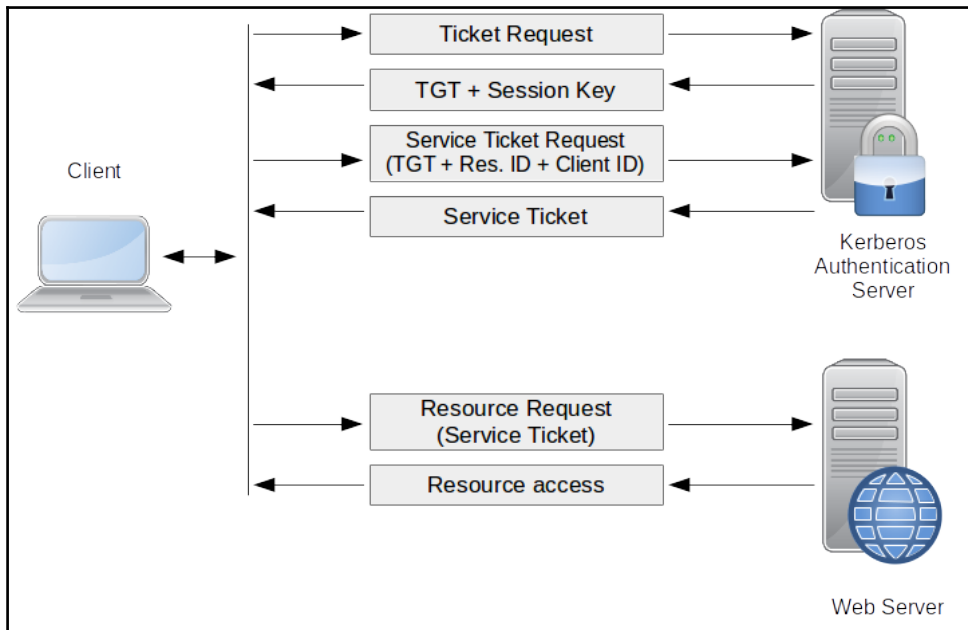 Ticket Request
TGT + Session Key
Service Ticket Request
(TGT + Res. ID + Client ID)
Client
Service Ticket
Kerberos
Authentication
Server
Resource Request
(Service Ticket)
Resource access
Web Server